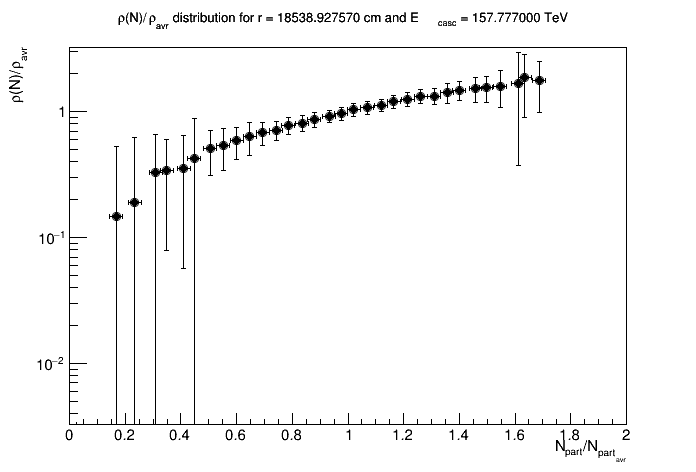 ρ(N)/ρavr distribution for r = 18538.927570 cm and E casc = 157.777000 TeV
ρ(N)/ρavr
1
10−1
10−2
0 0.2 0.4 0.6 0.8 1 1.2 1.4 1.6 1.8 2
Npart/Npartavr